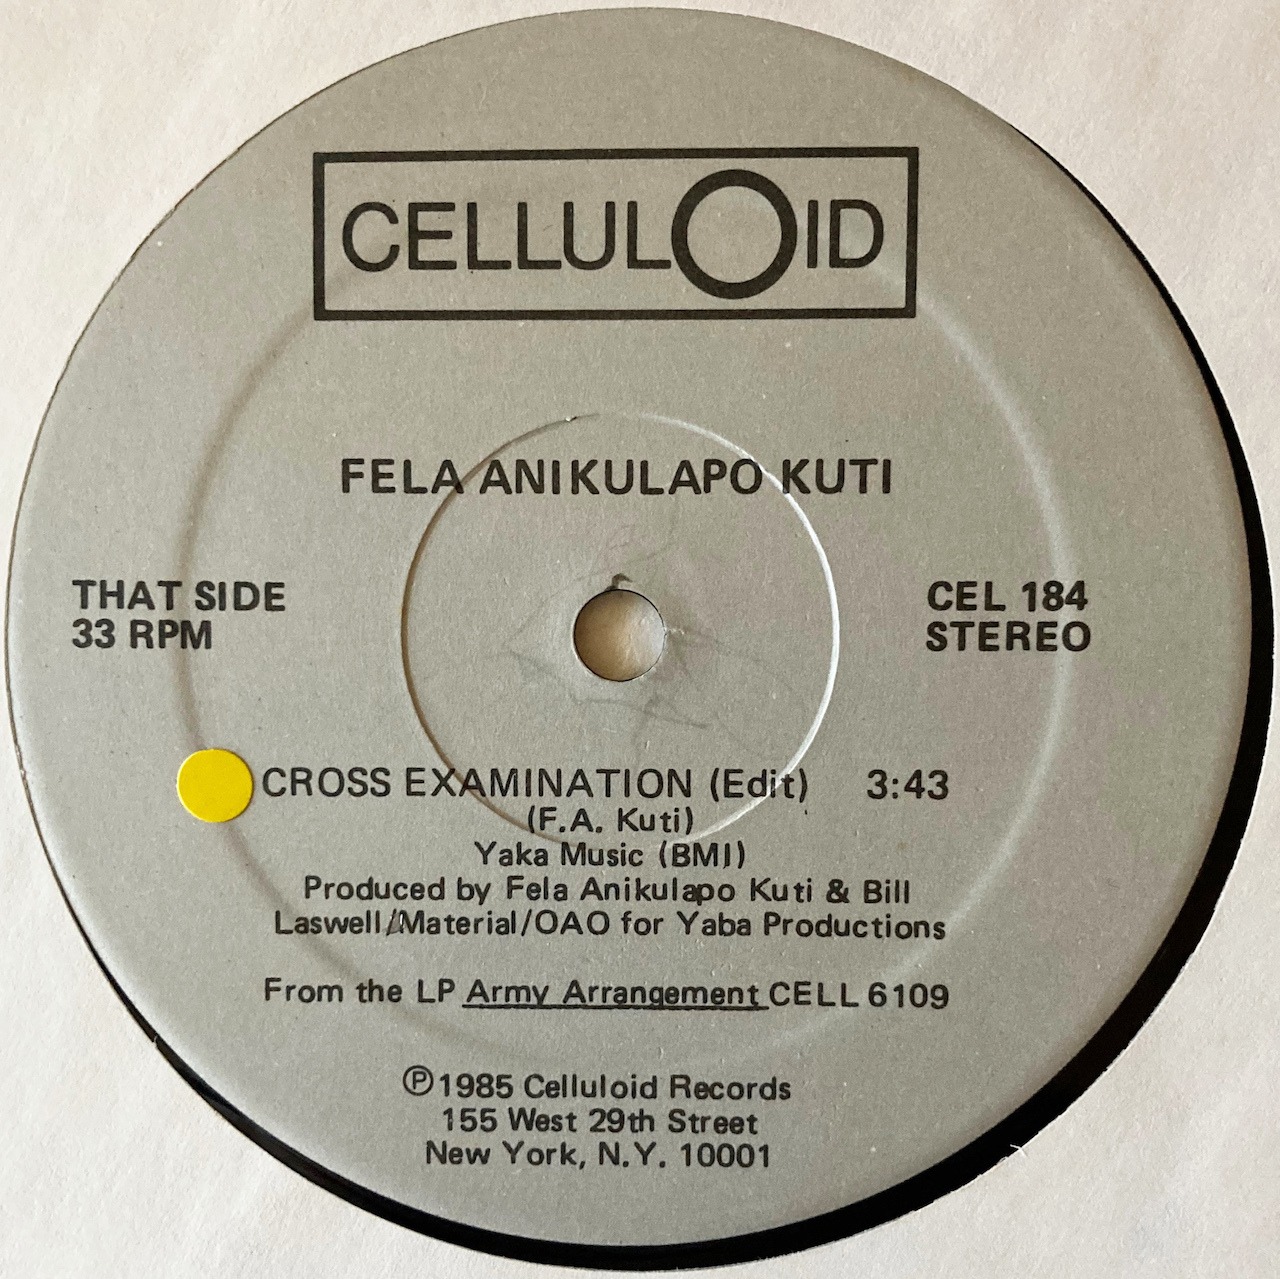 CELLULOID
FELA ANIKULAPO KUTI
THAT SIDE
33 RPM
CEL 184
STEREO
CROSS EXAMINATION (Edit) 3:43
(F.A. Kuti)
Yaka Music (BMI)
Produced by Fela Anikulapo Kuti & Bill
Laswell/Material/OAO for Yaba Productions
From the LP Army Arrangement CELL 6109
℗1985 Celluloid Records
155 West 29th Street
New York, N.Y. 10001